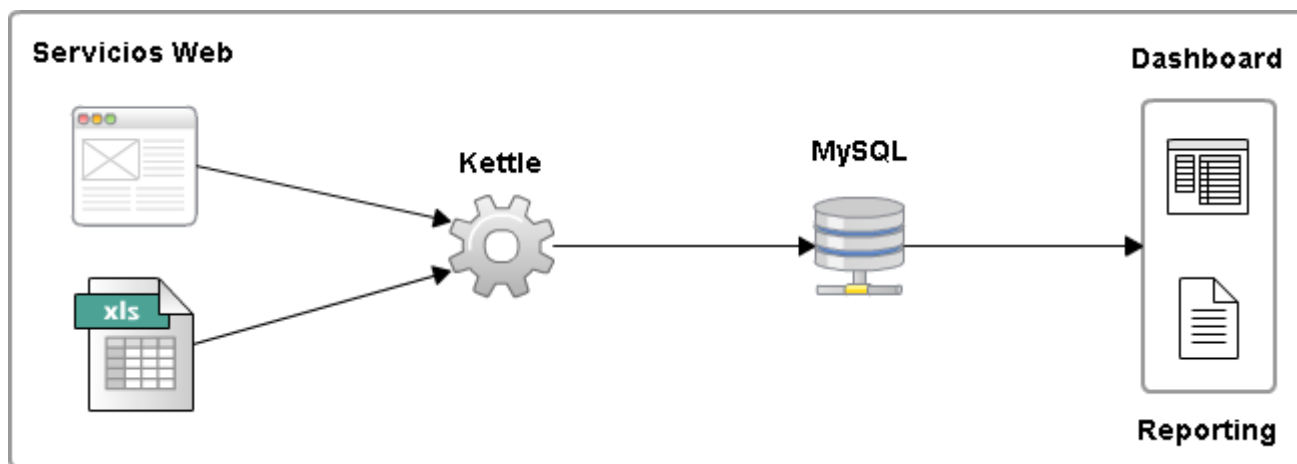 Servicios Web
Dashboard
Kettle
MySQL
xls
Reporting